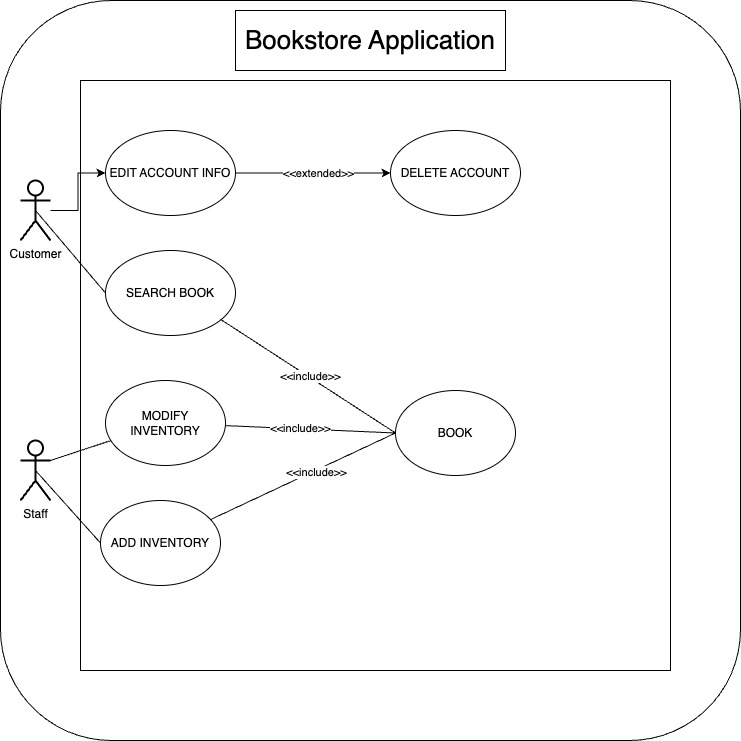 Bookstore Application
EDIT ACCOUNT INFO
<<extended>>
DELETE ACCOUNT
Customer
SEARCH BOOK
<<include>>
MODIFY
INVENTORY
<<include>>
BOOK
<<include>>
Staff
ADD INVENTORY